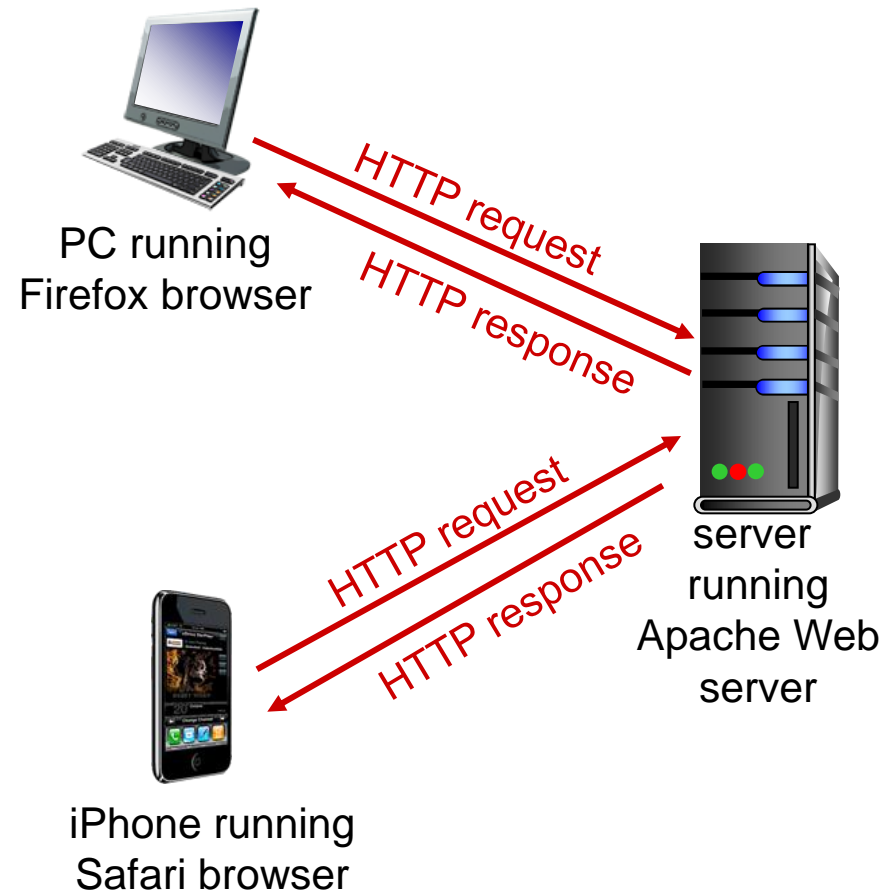 HTTP request
PC running
Firefox browser
HTTP response
HTTP request
server
running
Apache Web
server
HTTP response
iPhone running
Safari browser